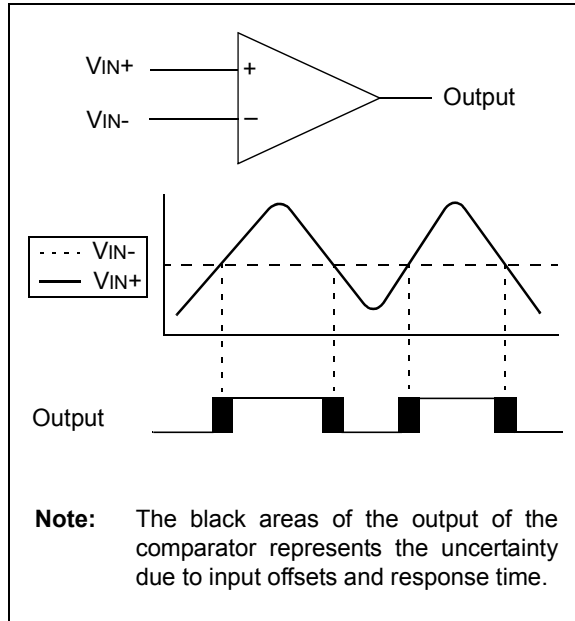 VIN+
+
Output
VIN-
−
VIN-
VIN+
Output
Note: The black areas of the output of the
comparator represents the uncertainty
due to input offsets and response time.